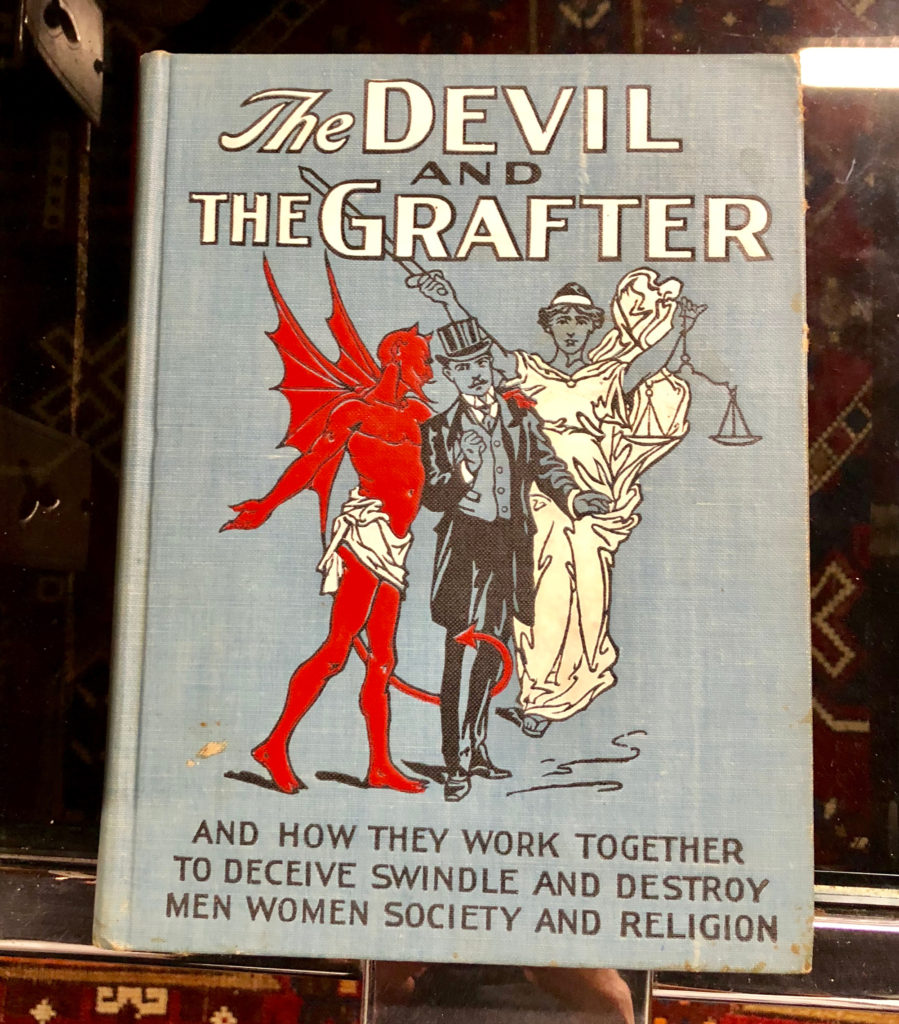 The DEVIL
AND
THE GRAFTER
AND HOW THEY WORK TOGETHER
TO DECEIVE SWINDLE AND DESTROY
MEN WOMEN SOCIETY AND RELIGION